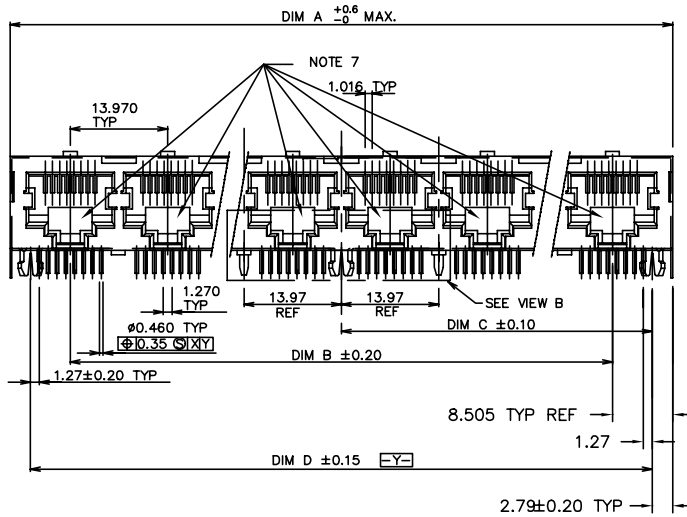 DIM A +0.6 -0 MAX.
NOTE 7
1.016 TYP
13.970
TYP
1.270
TYP
13.97
REF
13.97
REF
SEE VIEW B
ø0.460 TYP
⌖ 0.35 Ⓢ X Y
DIM C ±0.10
DIM B ±0.20
1.27±0.20 TYP
8.505 TYP REF
1.27
DIM D ±0.15 -Y-
2.79±0.20 TYP